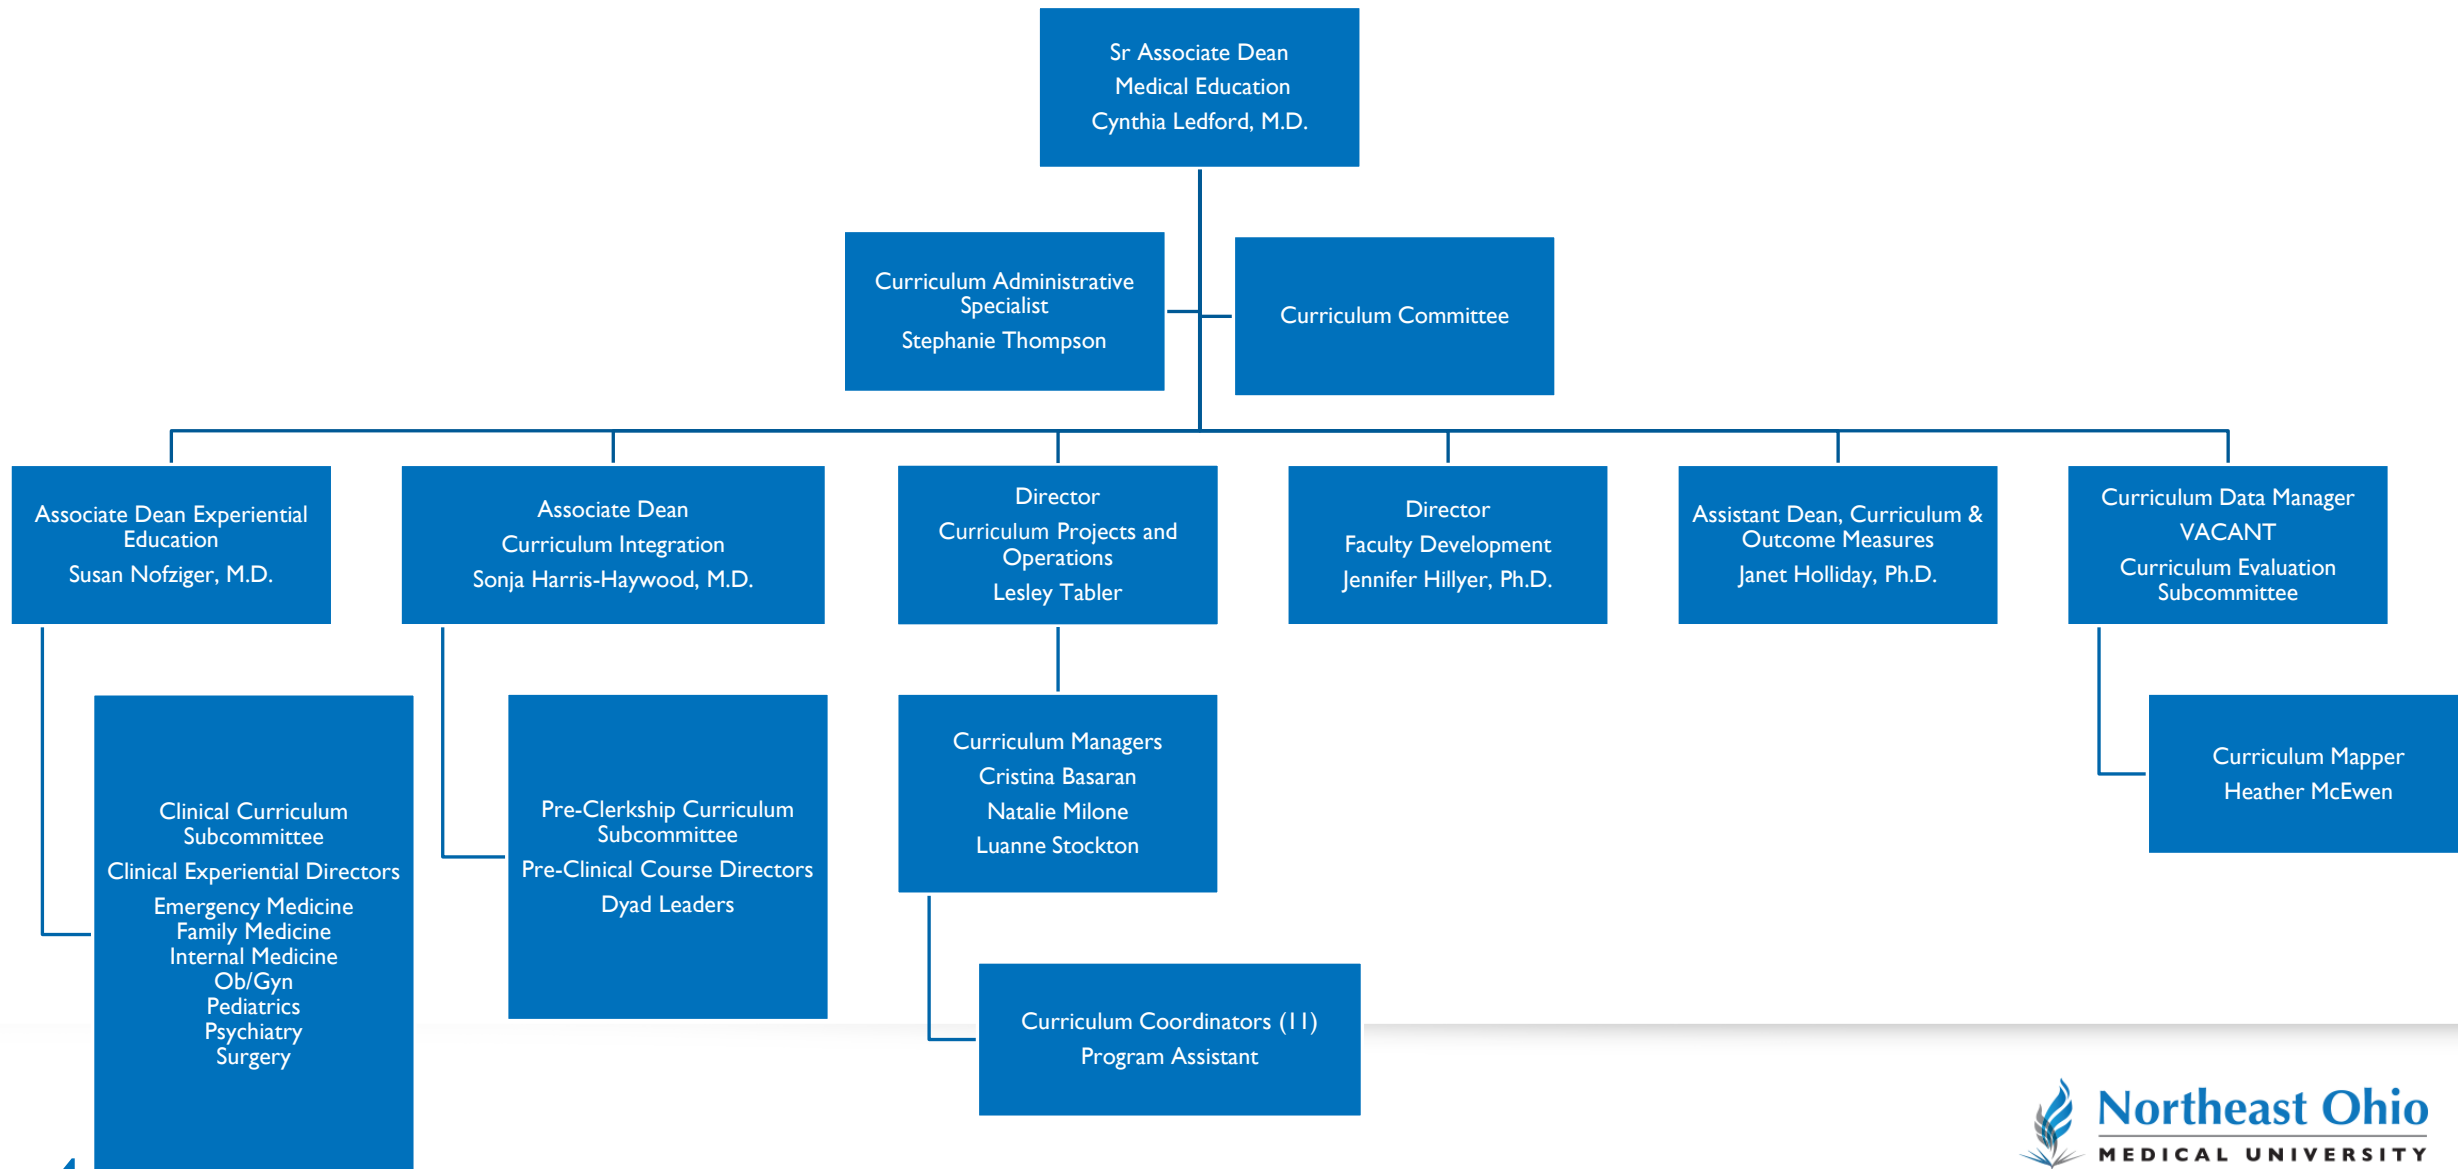 Sr Associate Dean
Medical Education
Cynthia Ledford, M.D.
Curriculum Administrative
Specialist
Stephanie Thompson
Curriculum Committee
Associate Dean Experiential
Education
Susan Nofziger, M.D.
Associate Dean
Curriculum Integration
Sonja Harris-Haywood, M.D.
Director
Curriculum Projects and
Operations
Lesley Tabler
Director
Faculty Development
Jennifer Hillyer, Ph.D.
Assistant Dean, Curriculum &
Outcome Measures
Janet Holliday, Ph.D.
Curriculum Data Manager
VACANT
Curriculum Evaluation
Subcommittee
Clinical Curriculum
Subcommittee
Clinical Experiential Directors
Emergency Medicine
Family Medicine
Internal Medicine
Ob/Gyn
Pediatrics
Psychiatry
Surgery
Pre-Clerkship Curriculum
Subcommittee
Pre-Clinical Course Directors
Dyad Leaders
Curriculum Managers
Cristina Basaran
Natalie Milone
Luanne Stockton
Curriculum Mapper
Heather McEwen
Curriculum Coordinators (11)
Program Assistant
Northeast Ohio
MEDICAL UNIVERSITY